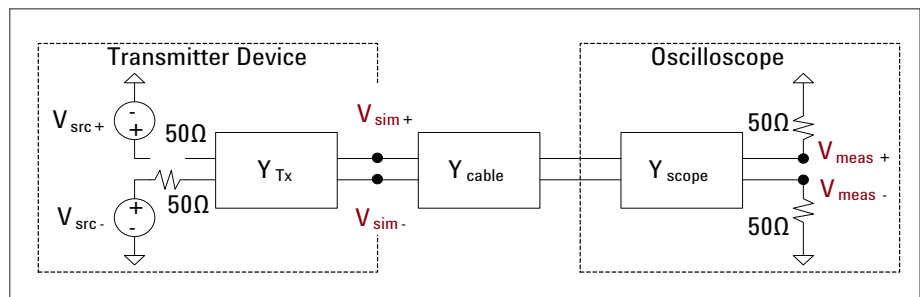 Transmitter Device
Oscilloscope
V src +
50Ω
V sim +
50Ω
V meas +
Y Tx
Y cable
Y scope
V meas -
V src -
50Ω
V sim -
50Ω
- 
+
+
-